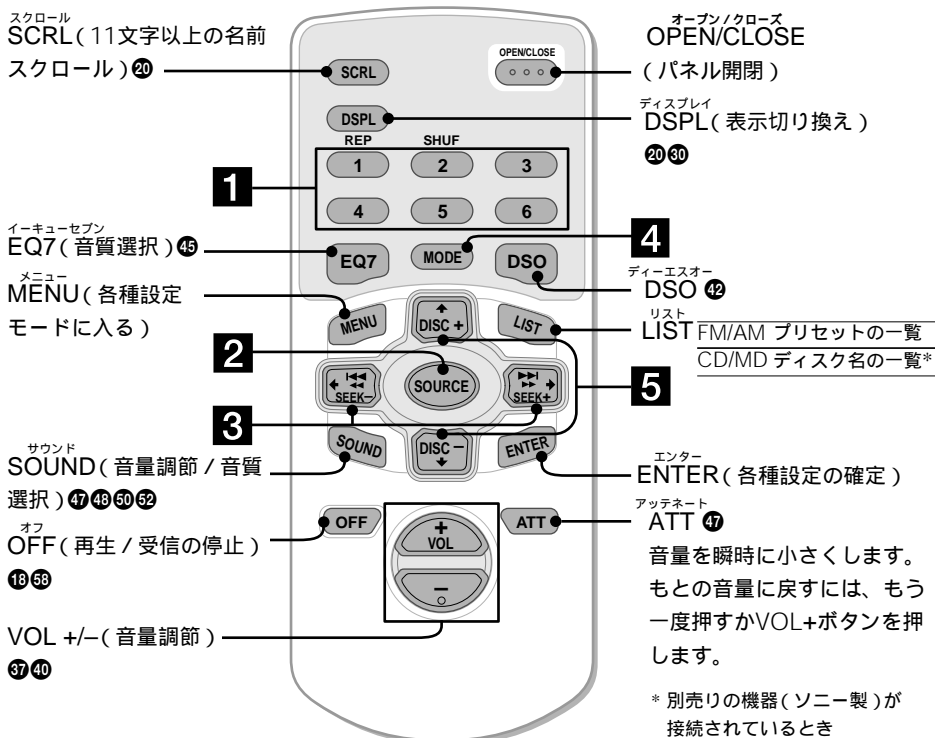 スクロール
SCRL(11文字以上の名前
スクロール)⓴
オープン/クローズ
OPEN/CLOSE
(パネル開閉)
ディスプレイ
DSPL(表示切り換え)
⓴㉚
OPEN/CLOSE
SCRL
DSPL
REP SHUF
1 2 3
4 5 6
1
イーキューセブン
EQ7(音質選択)㊺
メニュー
MENU(各種設定
モードに入る)
EQ7 MODE DSO
4
ディーエスオー
DSO ㊷
リスト
LIST FM/AM プリセットの一覧
CD/MD ディスク名の一覧*
MENU DISC + LIST
2
SEEK– SOURCE SEEK+
5
3
SOUND DISC – ENTER
サウンド
SOUND(音量調節/音質
選択)㊼㊽㊿52
エンター
ENTER(各種設定の確定)
オフ
OFF(再生/受信の停止)
⓲58
OFF + VOL – ATT
アッテネート
ATT ㊼
音量を瞬時に小さくします。
もとの音量に戻すには、もう
一度押すかVOL+ボタンを押
します。
VOL +/–(音量調節)
㊲㊵
* 別売りの機器(ソニー製)が
接続されているとき